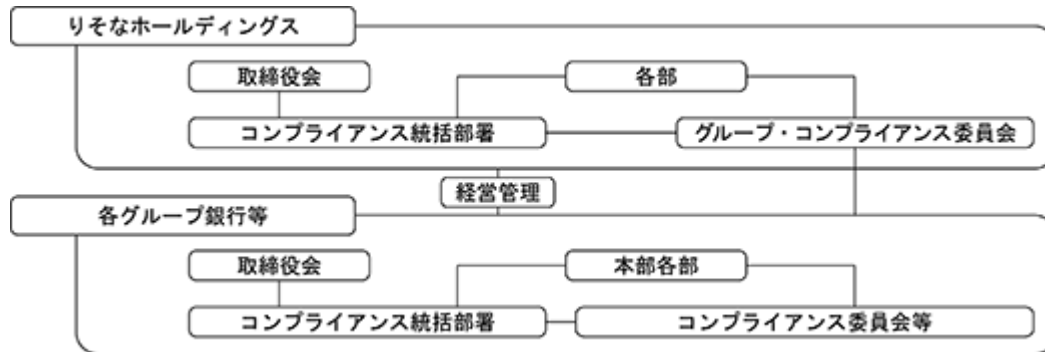 りそなホールディングス
取締役会
各部
コンプライアンス統括部署
グループ・コンプライアンス委員会
経営管理
各グループ銀行等
取締役会
本部各部
コンプライアンス統括部署
コンプライアンス委員会等